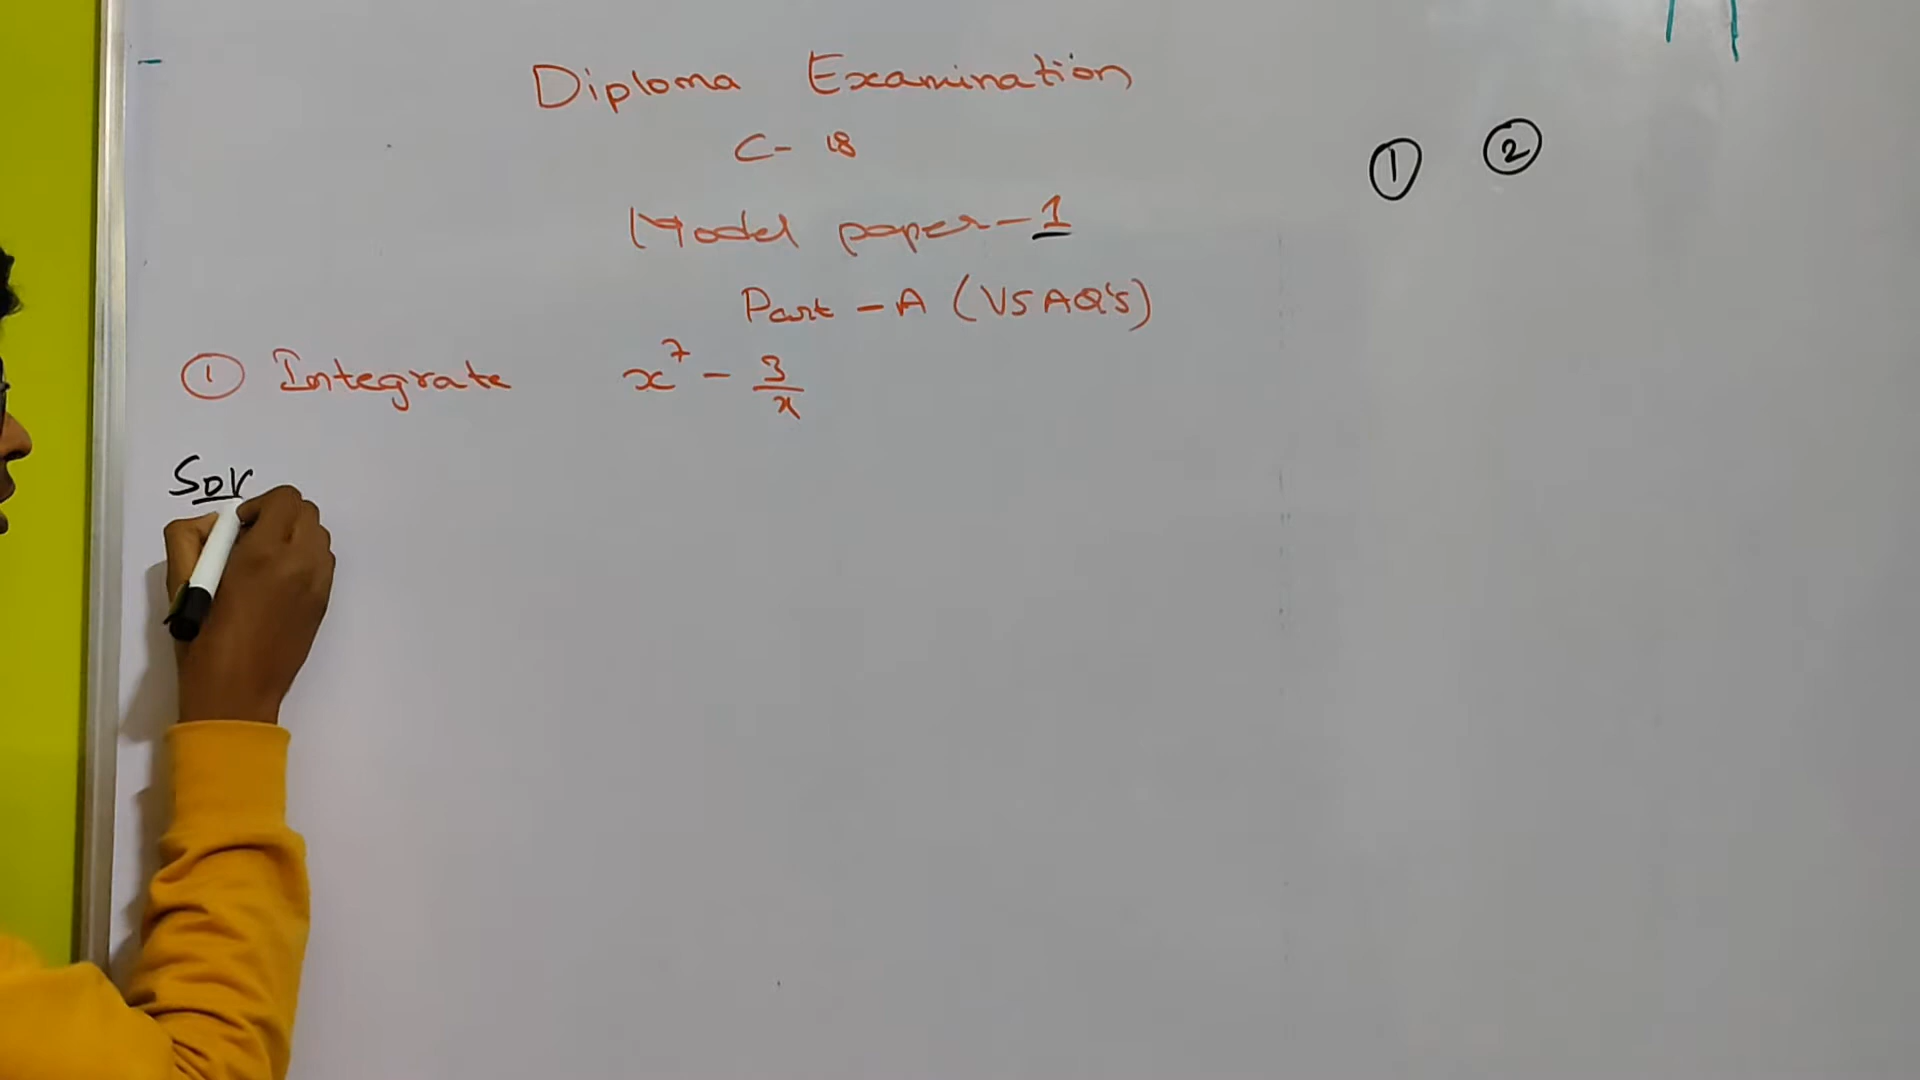 Diploma Examination
C- 18
① ②
Model paper-1
Part - A (VSAQ's)
① Integrate x⁷ - 3/x
Sol